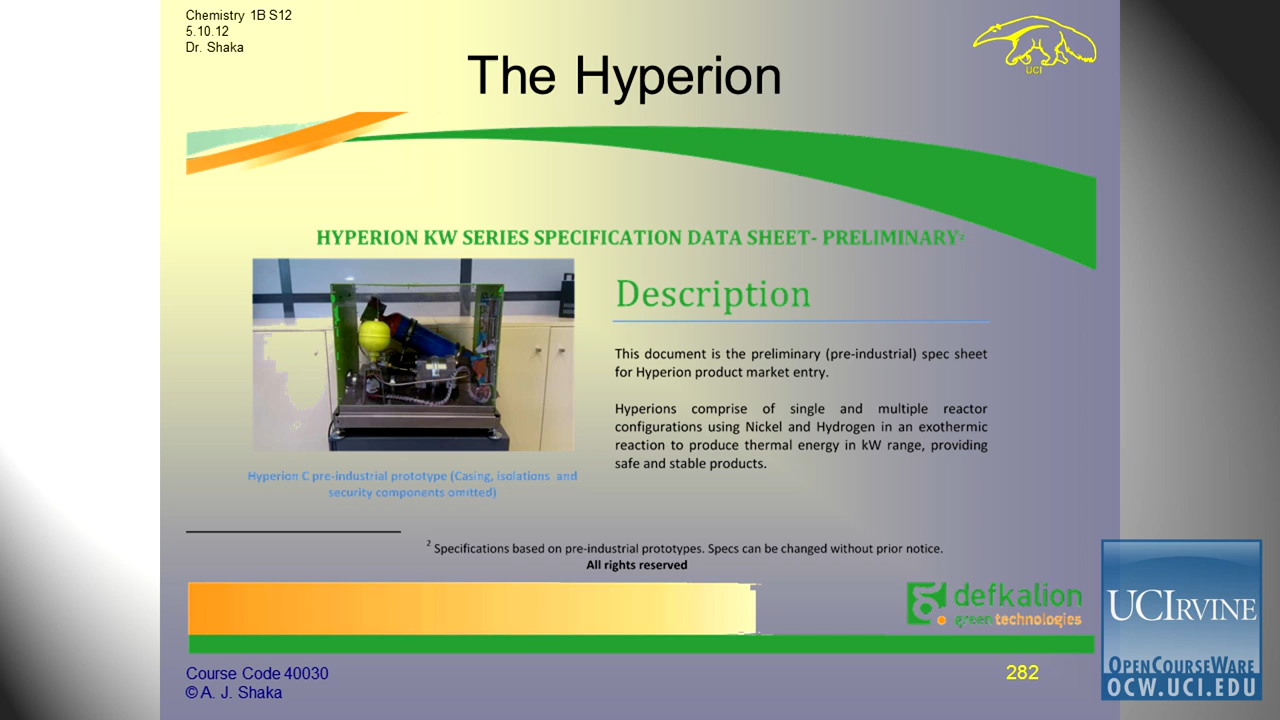 Chemistry 1B S12
5.10.12
Dr. Shaka
UCI
The Hyperion
HYPERION KW SERIES SPECIFICATION DATA SHEET- PRELIMINARY2
Description
This document is the preliminary (pre-industrial) spec sheet
for Hyperion product market entry.
Hyperions comprise of single and multiple reactor
configurations using Nickel and Hydrogen in an exothermic
reaction to produce thermal energy in kW range, providing
safe and stable products.
Hyperion C pre-industrial prototype (Casing, isolations and
security components omitted)
2 Specifications based on pre-industrial prototypes. Specs can be changed without prior notice.
All rights reserved
defkalion
green technologies
Course Code 40030
© A. J. Shaka
282
UCIRVINE
OPENCOURSEWARE
OCW.UCI.EDU